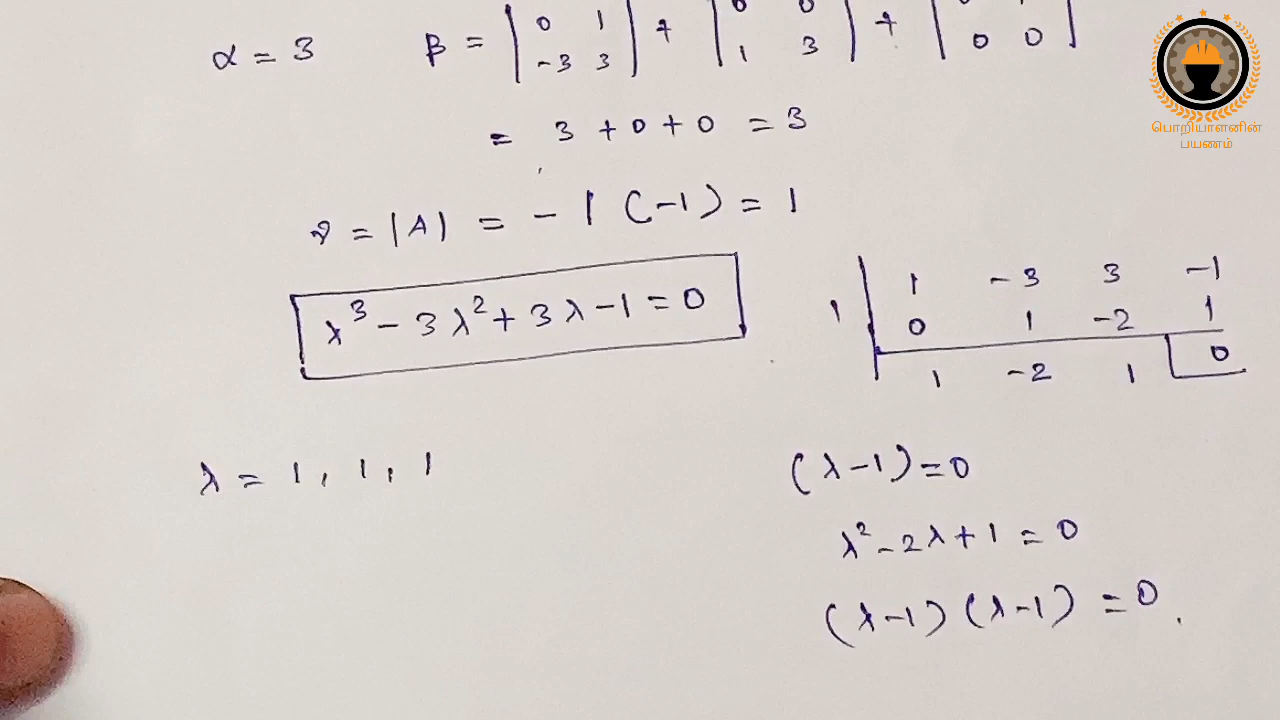 α = 3 β = | 0 1 | + | 0 0 | + |
| -3 3 | | 1 3 | | 0 0 |
= 3 + 0 + 0 = 3
γ = |A| = -1 (-1) = 1
λ³ - 3λ² + 3λ - 1 = 0
1 | 1 -3 3 -1
0 1 -2 1
1 -2 1 0
λ = 1, 1, 1
(λ-1) = 0
λ² - 2λ + 1 = 0
(λ-1) (λ-1) = 0.
பொறியாளனின்
பயணம்